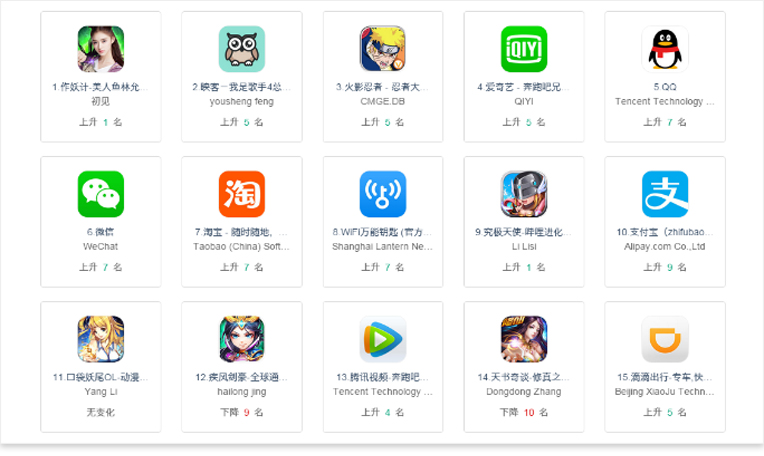 iQIYI
1.作妖计-美人鱼林允...
2.映客－我是歌手4总...
3.火影忍者 - 忍者大...
4.爱奇艺 - 奔跑吧兄...
5.QQ
初见
yousheng feng
CMGE.DB
QIYI
Tencent Technology ...
上升 1 名
上升 5 名
上升 5 名
上升 5 名
上升 7 名
淘
支
6.微信
7.淘宝 - 随时随地，...
8.WiFi万能钥匙 (官方...
9.究极天使-哔哩进化...
10.支付宝（zhifubao...
WeChat
Taobao (China) Soft...
Shanghai Lantern Ne...
Li Lisi
Alipay.com Co.,Ltd
上升 7 名
上升 7 名
上升 7 名
上升 1 名
上升 9 名
11.口袋妖尾OL-动漫...
12.疾风剑豪-全球通...
13.腾讯视频-奔跑吧...
14.天书奇谈-修真之...
15.滴滴出行-专车,快...
Yang Li
hailong jing
Tencent Technology ...
Dongdong Zhang
Beijing XiaoJu Techn...
无变化
下降 9 名
上升 4 名
下降 10 名
上升 5 名